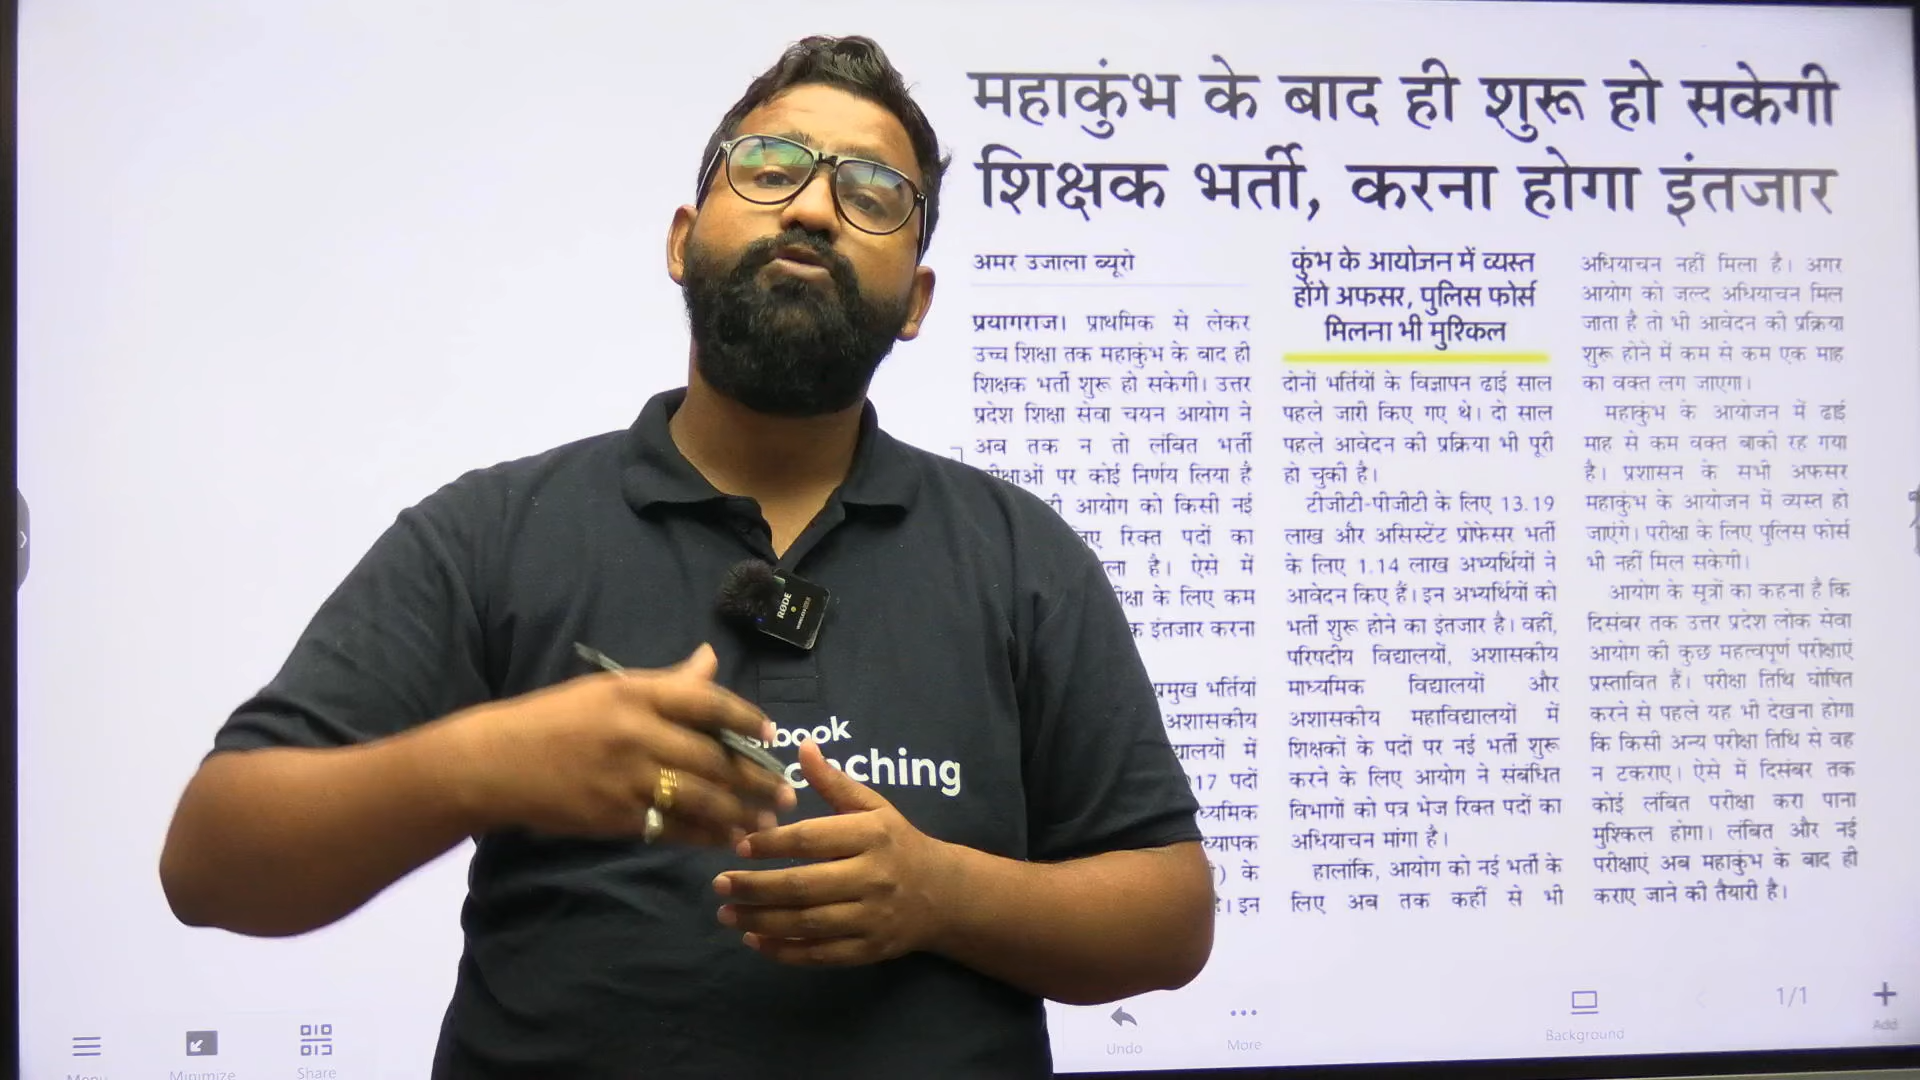 महाकुंभ के बाद ही शुरू हो सकेगी
शिक्षक भर्ती, करना होगा इंतजार
अमर उजाला ब्यूरो
प्रयागराज। प्राथमिक से लेकर
उच्च शिक्षा तक महाकुंभ के बाद ही
शिक्षक भर्ती शुरू हो सकेगी। उत्तर
प्रदेश शिक्षा सेवा चयन आयोग ने
अब तक न तो लंबित भर्ती
पर कोई निर्णय लिया है
आयोग को किसी नई
रिक्त पदों का
है। ऐसे में
के लिए कम
इंतजार करना
प्रमुख भर्तियां
अशासकीय
में
17 पदों
) के
इन
कुंभ के आयोजन में व्यस्त
होंगे अफसर, पुलिस फोर्स
मिलना भी मुश्किल
दोनों भर्तियों के विज्ञापन ढाई साल
पहले जारी किए गए थे। दो साल
पहले आवेदन की प्रक्रिया भी पूरी
हो चुकी है।
टीजीटी-पीजीटी के लिए 13.19
लाख और असिस्टेंट प्रोफेसर भर्ती
के लिए 1.14 लाख अभ्यर्थियों ने
आवेदन किए हैं। इन अभ्यर्थियों को
भर्ती शुरू होने का इंतजार है। वहीं,
परिषदीय विद्यालयों, अशासकीय
माध्यमिक विद्यालयों और
अशासकीय महाविद्यालयों में
शिक्षकों के पदों पर नई भर्ती शुरू
करने के लिए आयोग ने संबंधित
विभागों को पत्र भेज रिक्त पदों का
अधियाचन मांगा है।
हालांकि, आयोग को नई भर्ती के
लिए अब तक कहीं से भी
अधियाचन नहीं मिला है। अगर
आयोग को जल्द अधियाचन मिल
जाता है तो भी आवेदन की प्रक्रिया
शुरू होने में कम से कम एक माह
का वक्त लग जाएगा।
महाकुंभ के आयोजन में ढाई
माह से कम वक्त बाकी रह गया
है। प्रशासन के सभी अफसर
महाकुंभ के आयोजन में व्यस्त हो
जाएंगे। परीक्षा के लिए पुलिस फोर्स
भी नहीं मिल सकेगी।
आयोग के सूत्रों का कहना है कि
दिसंबर तक उत्तर प्रदेश लोक सेवा
आयोग की कुछ महत्वपूर्ण परीक्षाएं
प्रस्तावित हैं। परीक्षा तिथि घोषित
करने से पहले यह भी देखना होगा
कि किसी अन्य परीक्षा तिथि से वह
न टकराए। ऐसे में दिसंबर तक
कोई लंबित परीक्षा करा पाना
मुश्किल होगा। लंबित और नई
परीक्षाएं अब महाकुंभ के बाद ही
कराए जाने की तैयारी है।
RØDE
book
ching
Minimize
Share
Undo
More
Background
1/1
Add